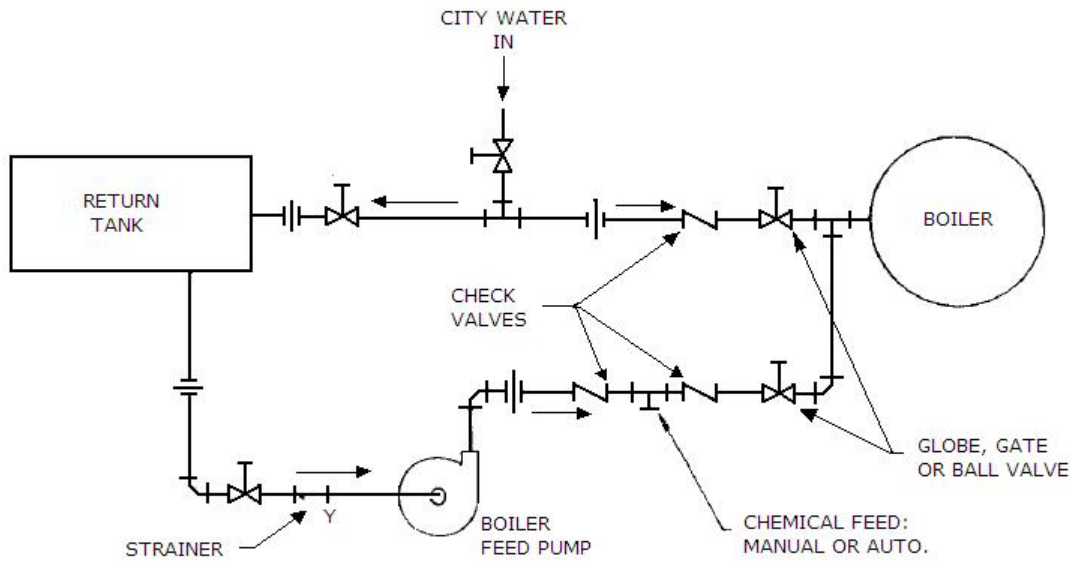 CITY WATER
IN
RETURN
TANK
BOILER
CHECK
VALVES
GLOBE, GATE
OR BALL VALVE
Y
STRAINER
BOILER
FEED PUMP
CHEMICAL FEED:
MANUAL OR AUTO.